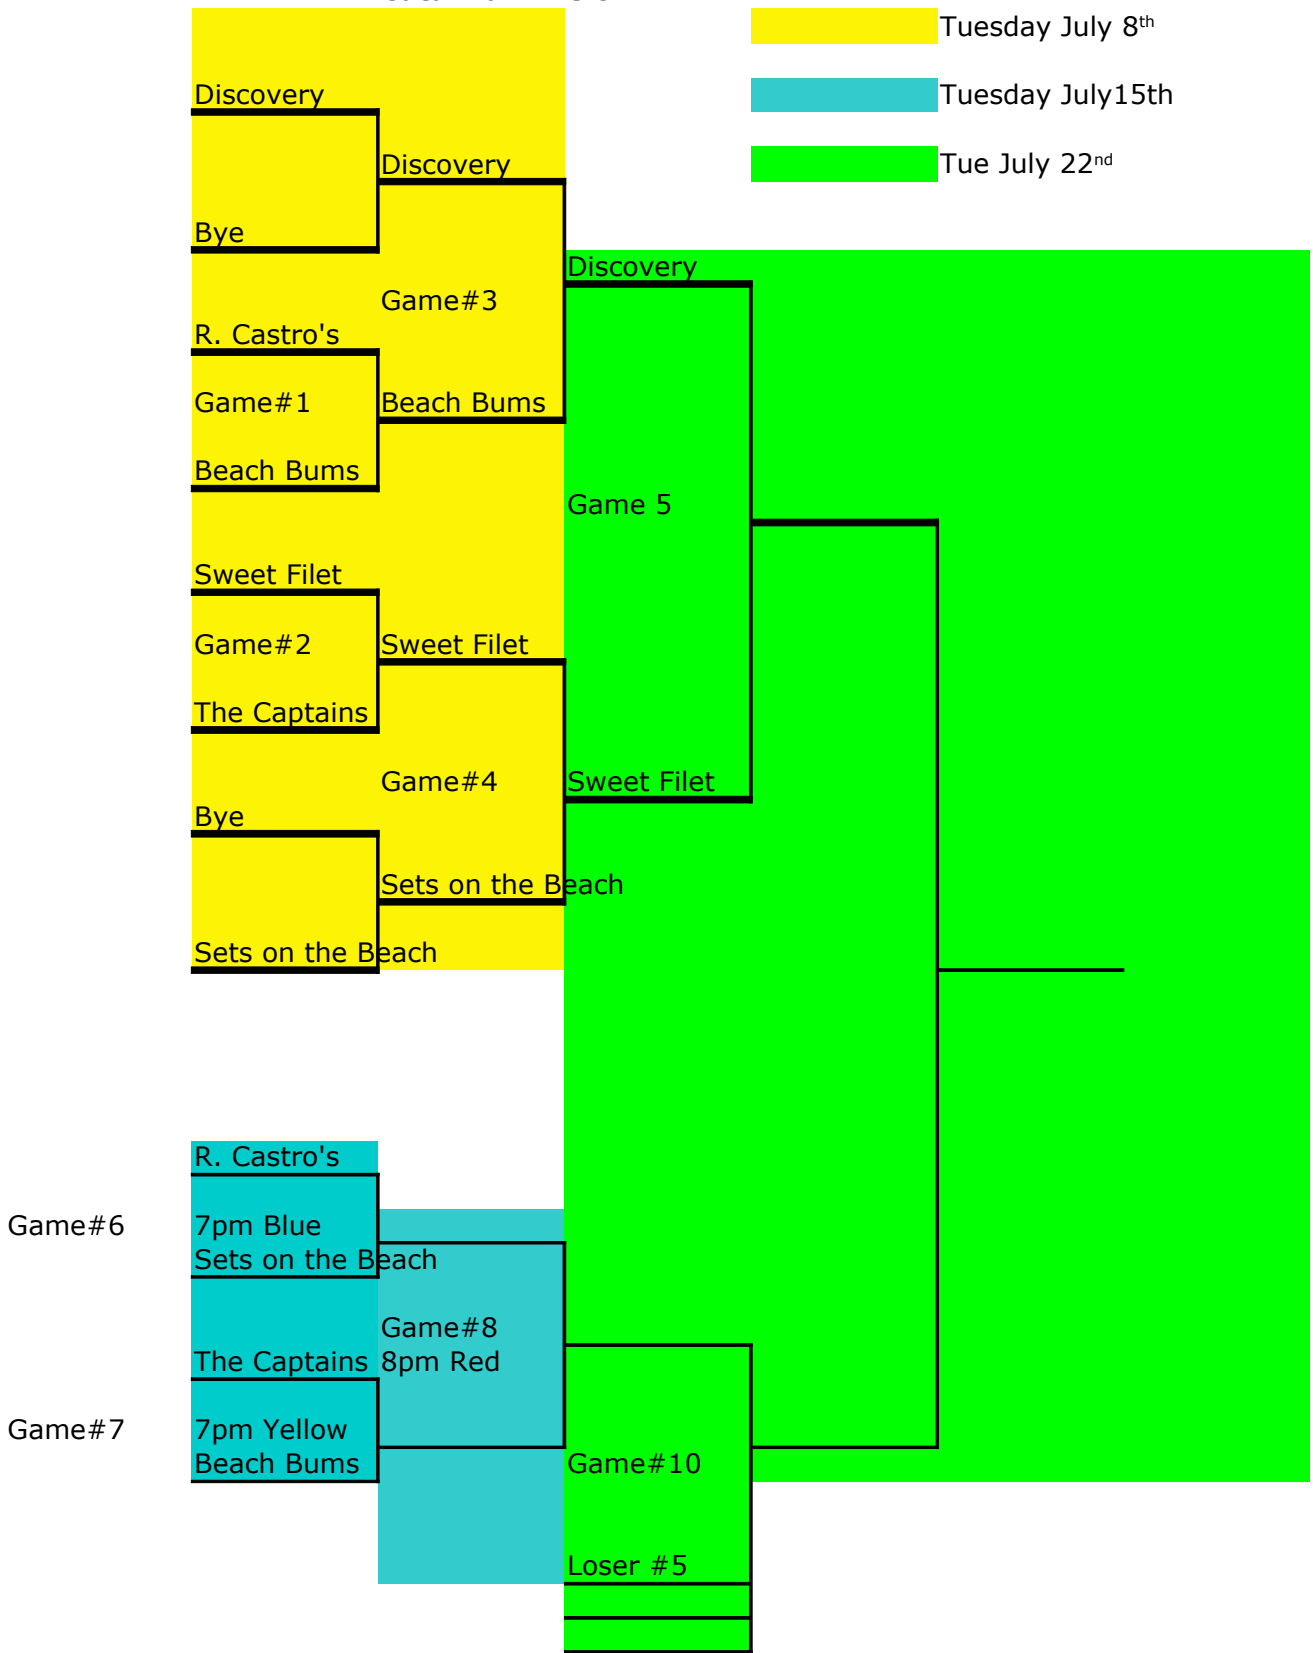 Tuesday July 8th
Discovery
Tuesday July15th
Discovery
Tue July 22nd
Bye
Discovery
Game#3
R. Castro's
Game#1
Beach Bums
Beach Bums
Game 5
Sweet Filet
Game#2
Sweet Filet
The Captains
Game#4
Sweet Filet
Bye
Sets on the Beach
Sets on the Beach
R. Castro's
Game#6
7pm Blue
Sets on the Beach
Game#8
The Captains
8pm Red
Game#7
7pm Yellow
Beach Bums
Game#10
Loser #5